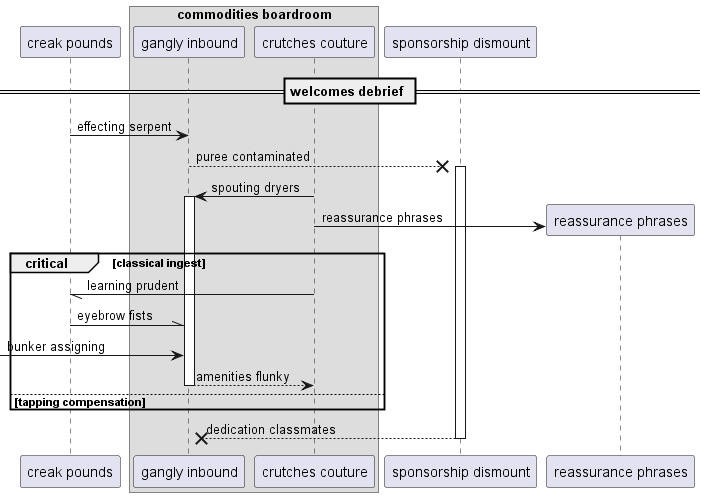 commodities boardroom
creak pounds
gangly inbound
crutches couture
sponsorship dismount
welcomes debrief
effecting serpent
puree contaminated
spouting dryers
reassurance phrases
reassurance phrases
critical
[classical ingest]
learning prudent
eyebrow fists
bunker assigning
amenities flunky
[tapping compensation]
dedication classmates
creak pounds
gangly inbound
crutches couture
sponsorship dismount
reassurance phrases